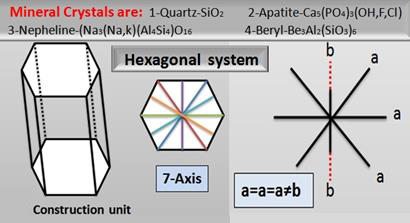 Mineral Crystals are: 1-Quartz-SiO₂ 2-Apatite-Ca₅(PO₄)₃(OH,F,Cl)
3-Nepheline-(Na₃(Na,k)(Al₄Si₄)O₁₆ 4-Beryl-Be₃Al₂(SiO₃)₆
Hexagonal system
b
a
a
a
b
7-Axis
a=a=a≠b
Construction unit